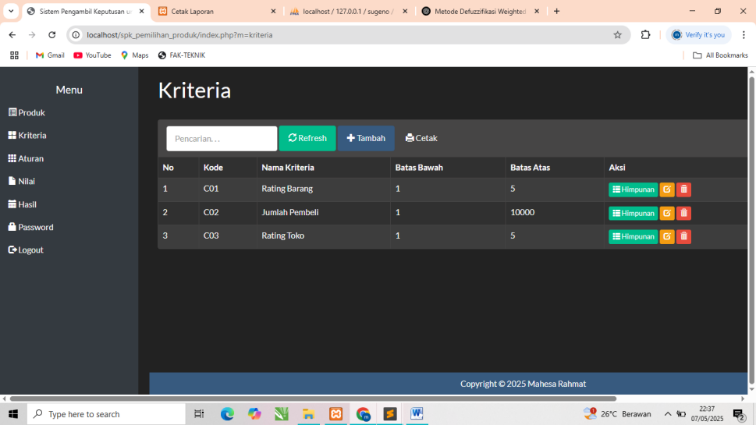 Sistem Pengambil Keputusan
Cetak Laporan
localhost / 127.0.0.1 / sugeno /
Metode Defuzzifikasi Weighted
localhost/spk_pemilihan_produk/index.php?m=kriteria
Verify it's you
Gmail
YouTube
Maps
FAK-TEKNIK
All Bookmarks
Menu
Produk
Kriteria
Aturan
Nilai
Hasil
Password
Logout
Kriteria
Pencarian... Refresh Tambah Cetak
No Kode Nama Kriteria Batas Bawah Batas Atas Aksi
1 C01 Rating Barang 1 5 Himpunan
2 C02 Jumlah Pembeli 1 10000 Himpunan
3 C03 Rating Toko 1 5 Himpunan
Copyright © 2025 Mahesa Rahmat
Type here to search
26°C Berawan
22:37
07/05/2025
2